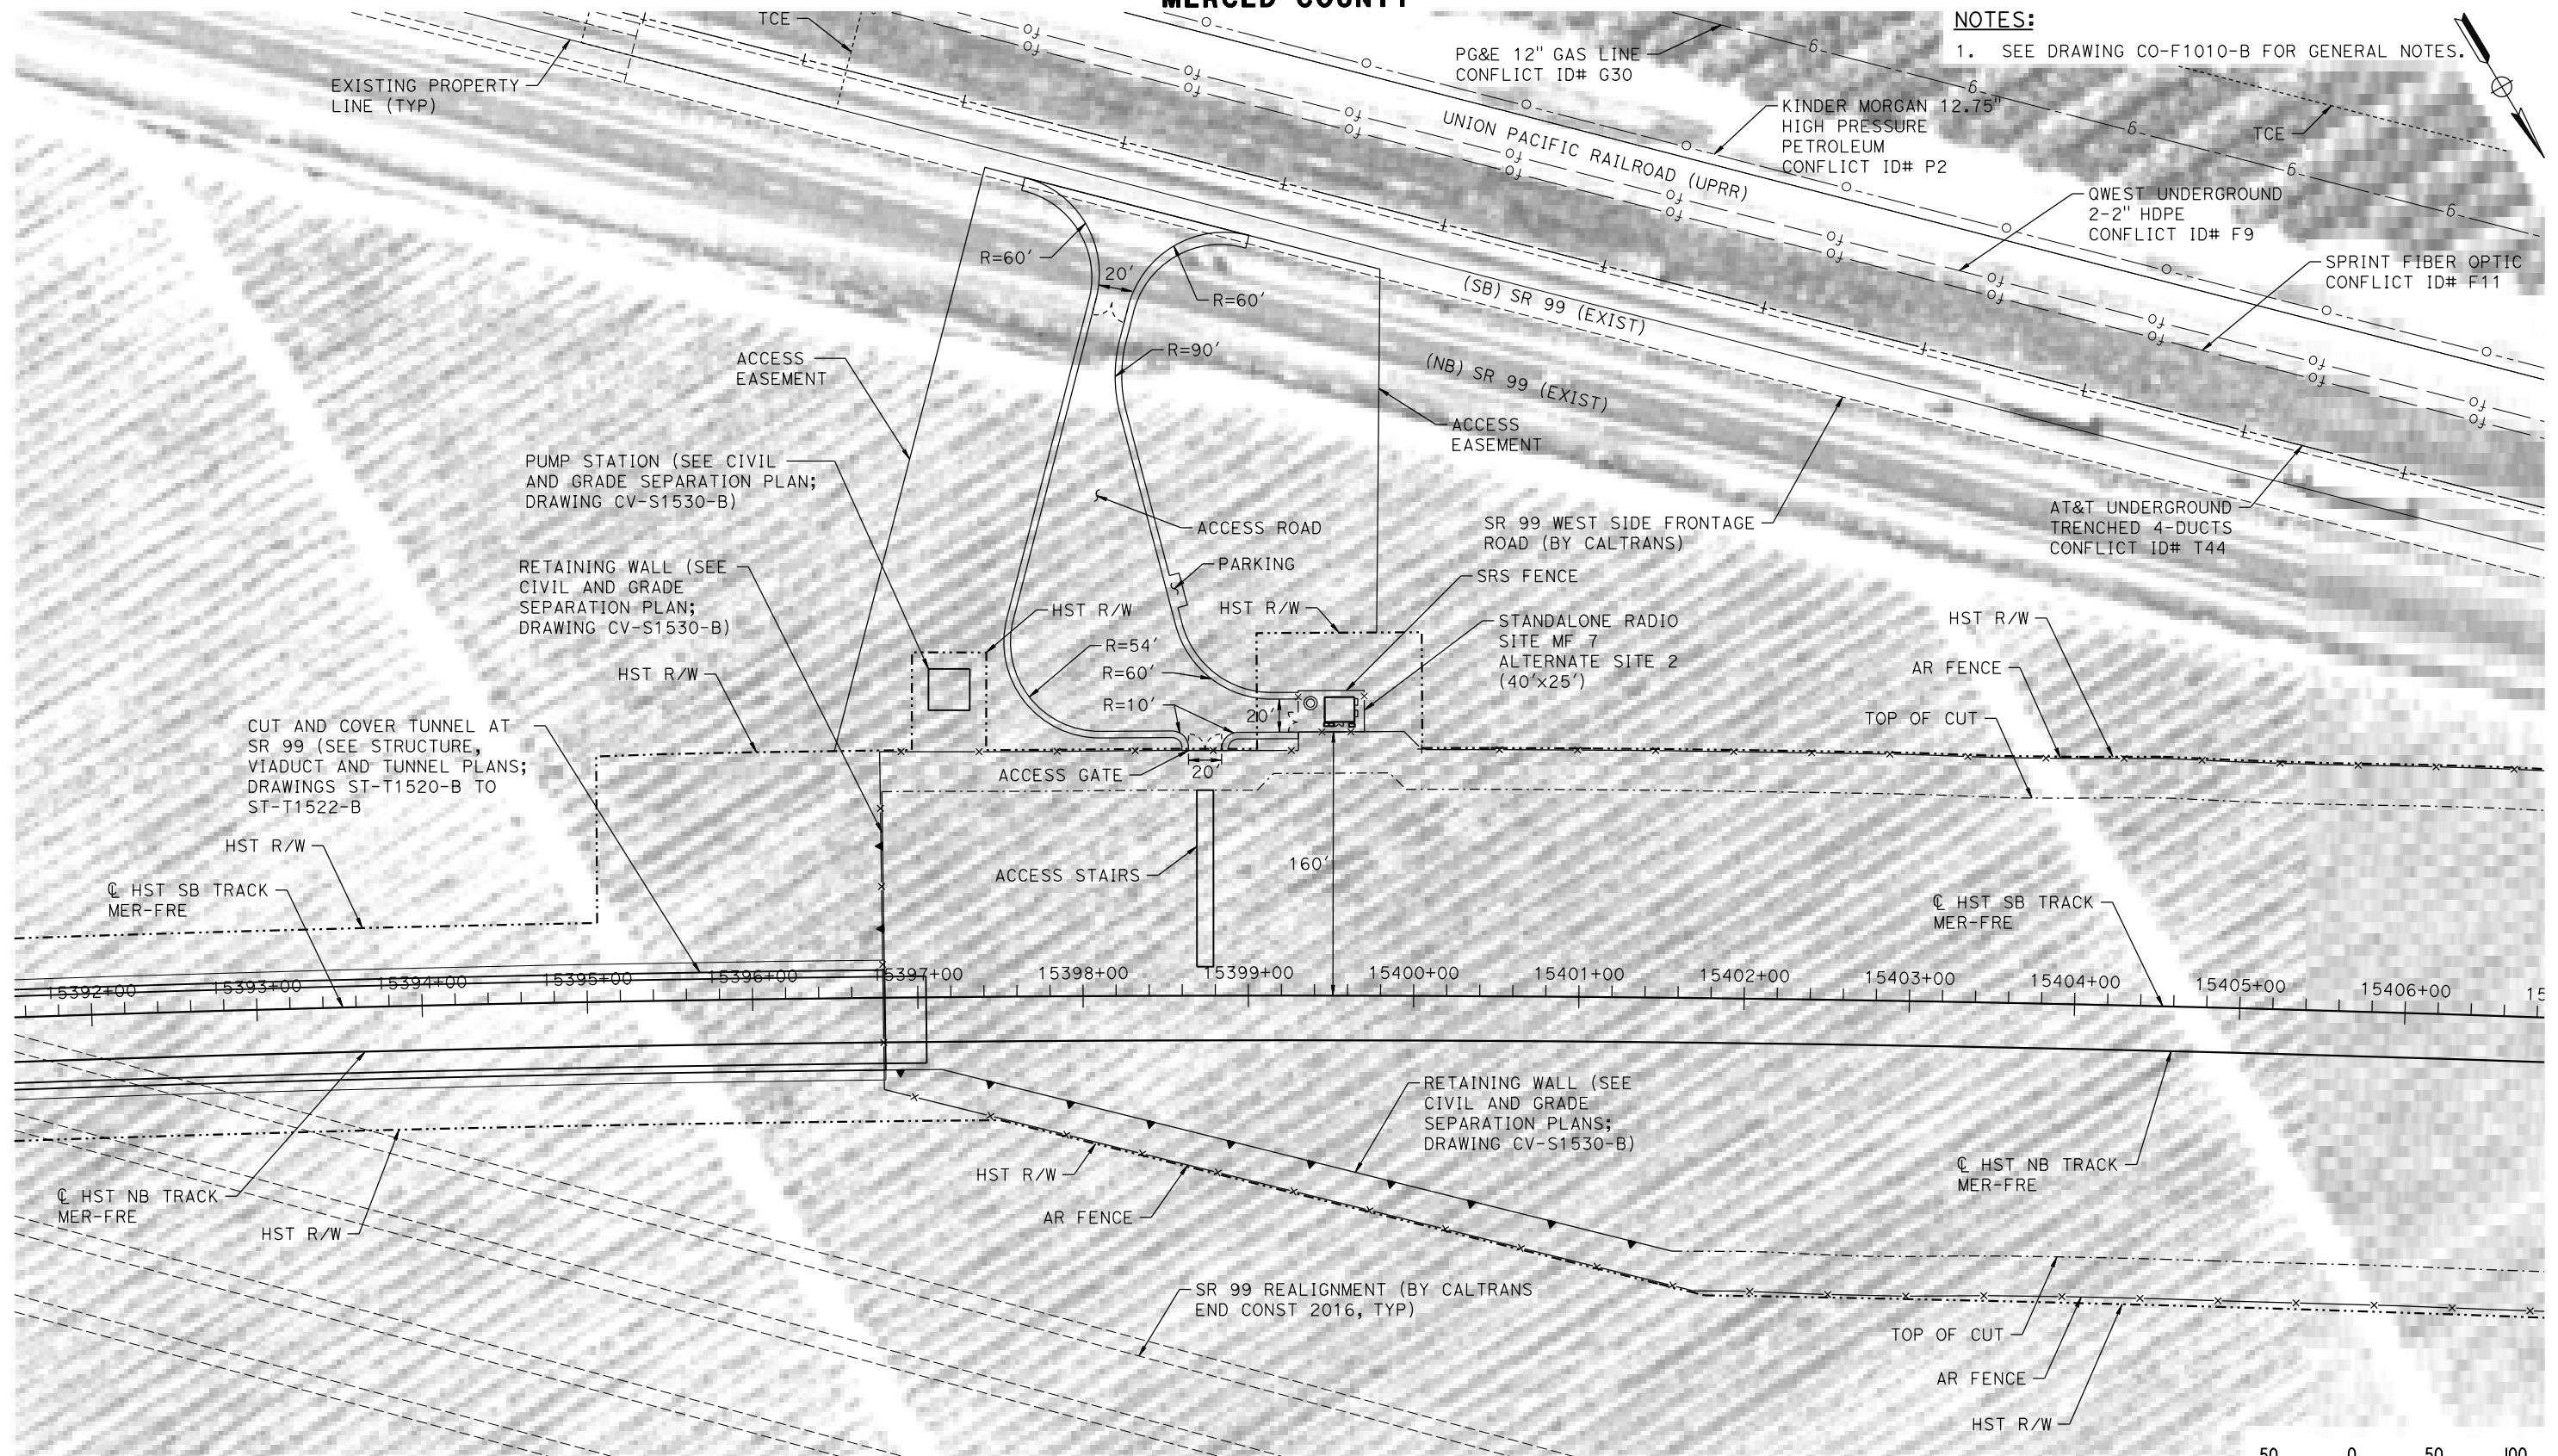 MERCED COUNTY
NOTES:
1. SEE DRAWING CO-F1010-B FOR GENERAL NOTES.
TCE
EXISTING PROPERTY
LINE (TYP)
PG&E 12" GAS LINE
CONFLICT ID# G30
KINDER MORGAN 12.75"
HIGH PRESSURE
PETROLEUM
CONFLICT ID# P2
TCE
UNION PACIFIC RAILROAD (UPRR)
QWEST UNDERGROUND
2-2" HDPE
CONFLICT ID# F9
SPRINT FIBER OPTIC
CONFLICT ID# F11
R=60'
20'
R=60'
(SB) SR 99 (EXIST)
R=90'
(NB) SR 99 (EXIST)
ACCESS
EASEMENT
ACCESS
EASEMENT
PUMP STATION (SEE CIVIL
AND GRADE SEPARATION PLAN;
DRAWING CV-S1530-B)
ACCESS ROAD
SR 99 WEST SIDE FRONTAGE
ROAD (BY CALTRANS)
AT&T UNDERGROUND
TRENCHED 4-DUCTS
CONFLICT ID# T44
RETAINING WALL (SEE
CIVIL AND GRADE
SEPARATION PLAN;
DRAWING CV-S1530-B)
PARKING
SRS FENCE
HST R/W
HST R/W
STANDALONE RADIO
SITE MF 7
ALTERNATE SITE 2
(40'x25')
HST R/W
AR FENCE
HST R/W
R=54'
R=60'
R=10'
20'
TOP OF CUT
CUT AND COVER TUNNEL AT
SR 99 (SEE STRUCTURE,
VIADUCT AND TUNNEL PLANS;
DRAWINGS ST-T1520-B TO
ST-T1522-B
ACCESS GATE
20'
HST R/W
160'
ACCESS STAIRS
℄ HST SB TRACK
MER-FRE
℄ HST SB TRACK
MER-FRE
15392+00
15393+00
15394+00
15395+00
15396+00
15397+00
15398+00
15399+00
15400+00
15401+00
15402+00
15403+00
15404+00
15405+00
15406+00
15
RETAINING WALL (SEE
CIVIL AND GRADE
SEPARATION PLANS;
DRAWING CV-S1530-B)
HST R/W
℄ HST NB TRACK
MER-FRE
℄ HST NB TRACK
MER-FRE
AR FENCE
HST R/W
SR 99 REALIGNMENT (BY CALTRANS
END CONST 2016, TYP)
TOP OF CUT
AR FENCE
HST R/W
50 0 50 100